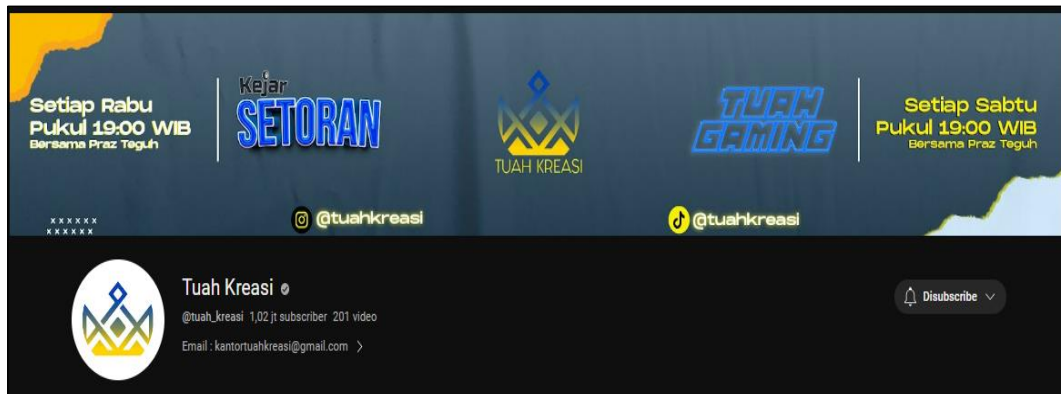 Setiap Rabu
Pukul 19:00 WIB
Bersama Praz Teguh
Kejar
SETORAN
TUAH KREASI
TUAH
GAMING
Setiap Sabtu
Pukul 19:00 WIB
Bersama Praz Teguh
@tuahkreasi
@tuahkreasi
Tuah Kreasi
@tuah_kreasi 1,02 jt subscriber 201 video
Email : kantortuahkreasi@gmail.com >
Disubscribe